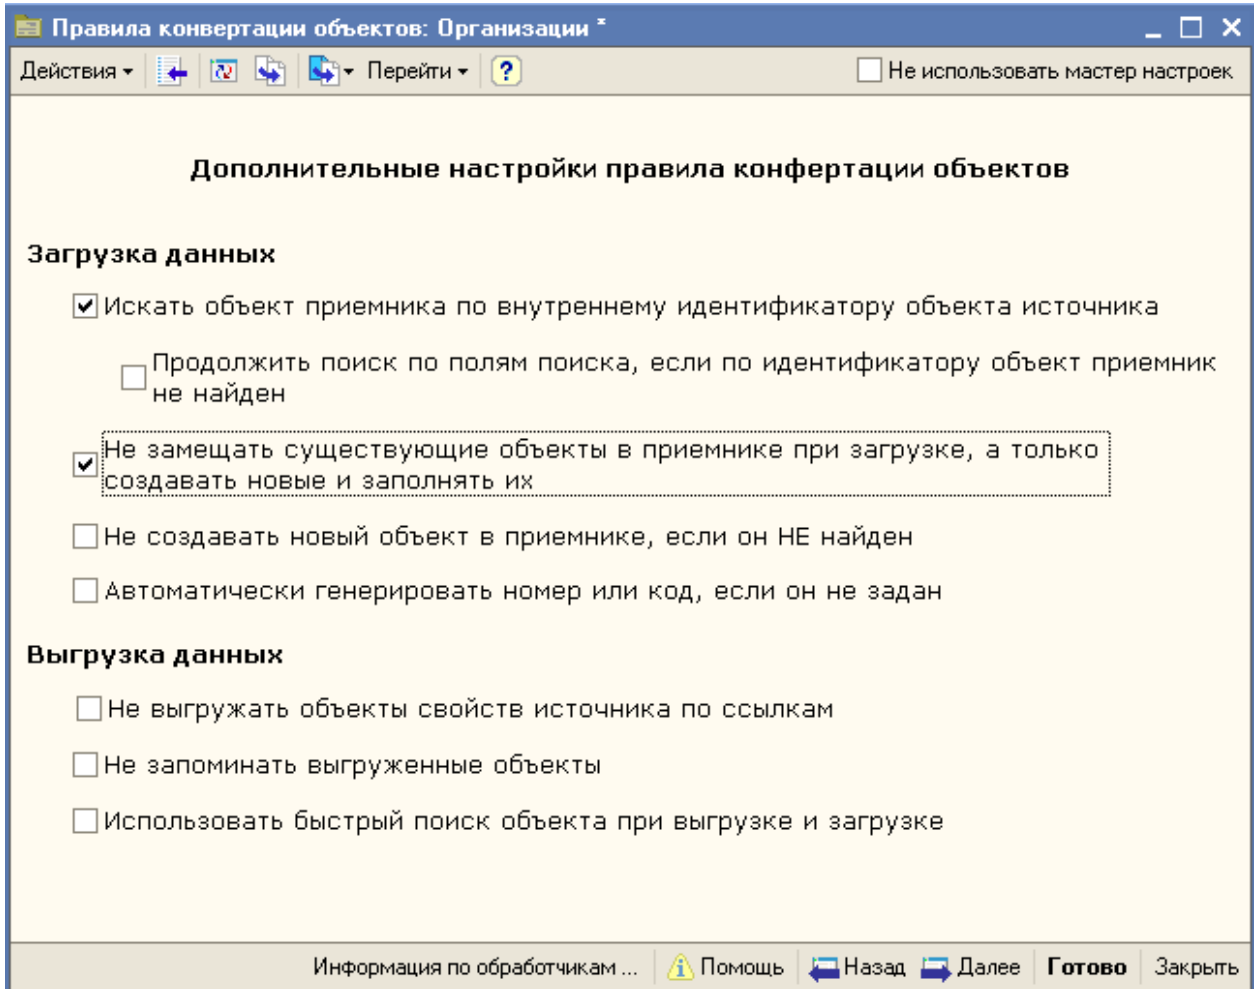 Правила конвертации объектов: Организации *
Действия Перейти ? Не использовать мастер настроек
Дополнительные настройки правила конфертации объектов
Загрузка данных
Искать объект приемника по внутреннему идентификатору объекта источника
Продолжить поиск по полям поиска, если по идентификатору объект приемник
не найден
Не замещать существующие объекты в приемнике при загрузке, а только
создавать новые и заполнять их
Не создавать новый объект в приемнике, если он НЕ найден
Автоматически генерировать номер или код, если он не задан
Выгрузка данных
Не выгружать объекты свойств источника по ссылкам
Не запоминать выгруженные объекты
Использовать быстрый поиск объекта при выгрузке и загрузке
Информация по обработчикам ... Помощь Назад Далее Готово Закрыть